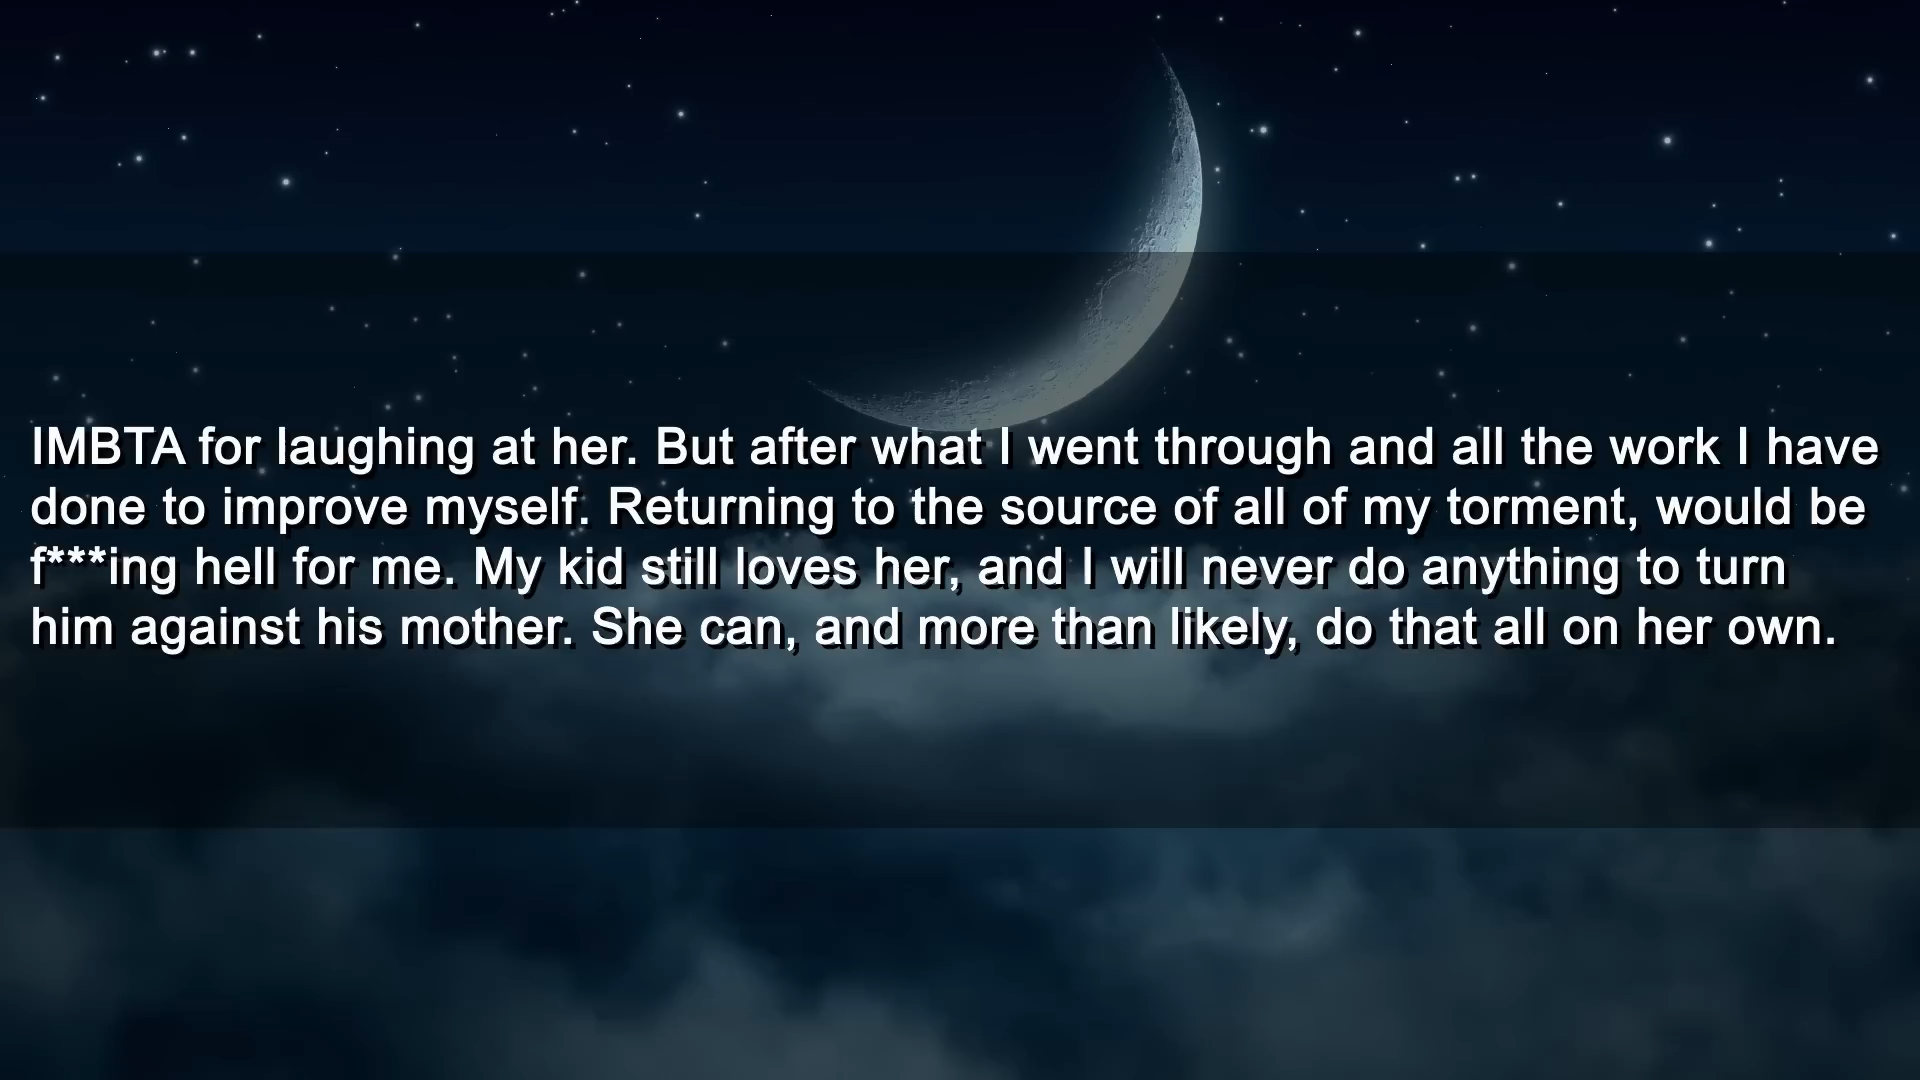 IMBTA for laughing at her. But after what I went through and all the work I have
done to improve myself. Returning to the source of all of my torment, would be
f***ing hell for me. My kid still loves her, and I will never do anything to turn
him against his mother. She can, and more than likely, do that all on her own.